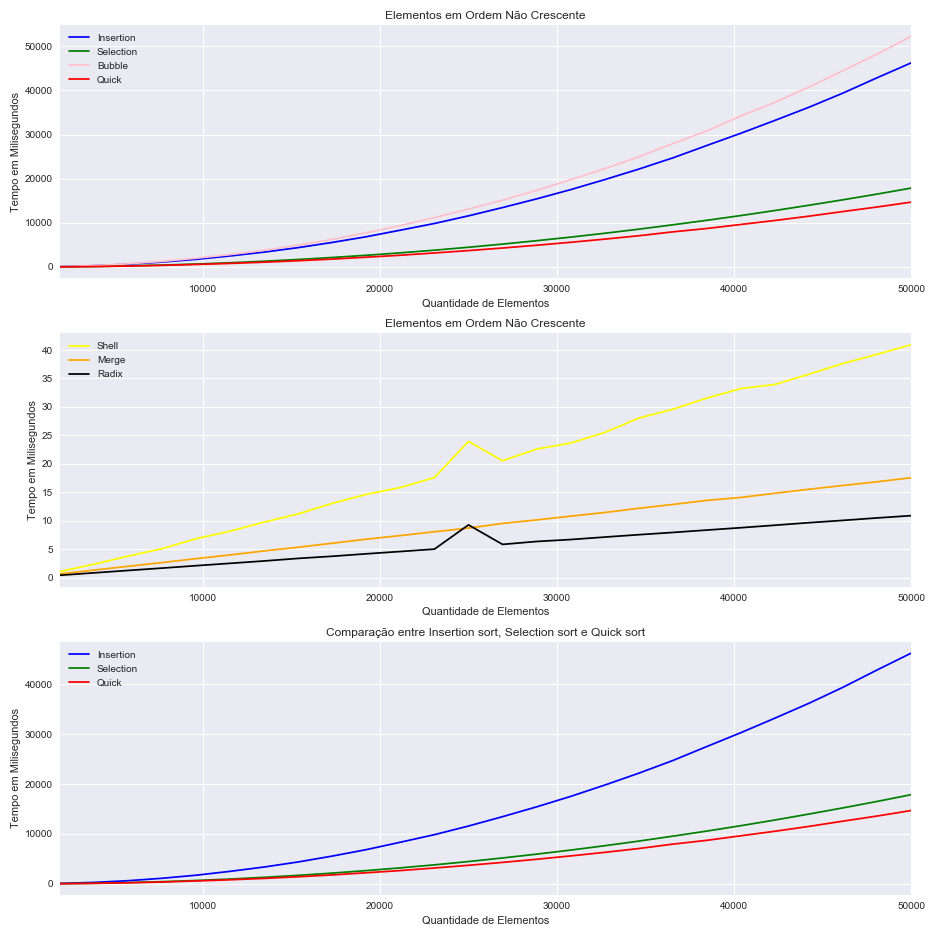 Elementos em Ordem Não Crescente
Insertion
Selection
Bubble
Quick
Tempo em Milisegundos
50000
40000
30000
20000
10000
0
10000 20000 30000 40000 50000
Quantidade de Elementos
Elementos em Ordem Não Crescente
Shell
Merge
Radix
Tempo em Milisegundos
40
35
30
25
20
15
10
5
0
10000 20000 30000 40000 50000
Quantidade de Elementos
Comparação entre Insertion sort, Selection sort e Quick sort
Insertion
Selection
Quick
Tempo em Milisegundos
40000
30000
20000
10000
0
10000 20000 30000 40000 50000
Quantidade de Elementos